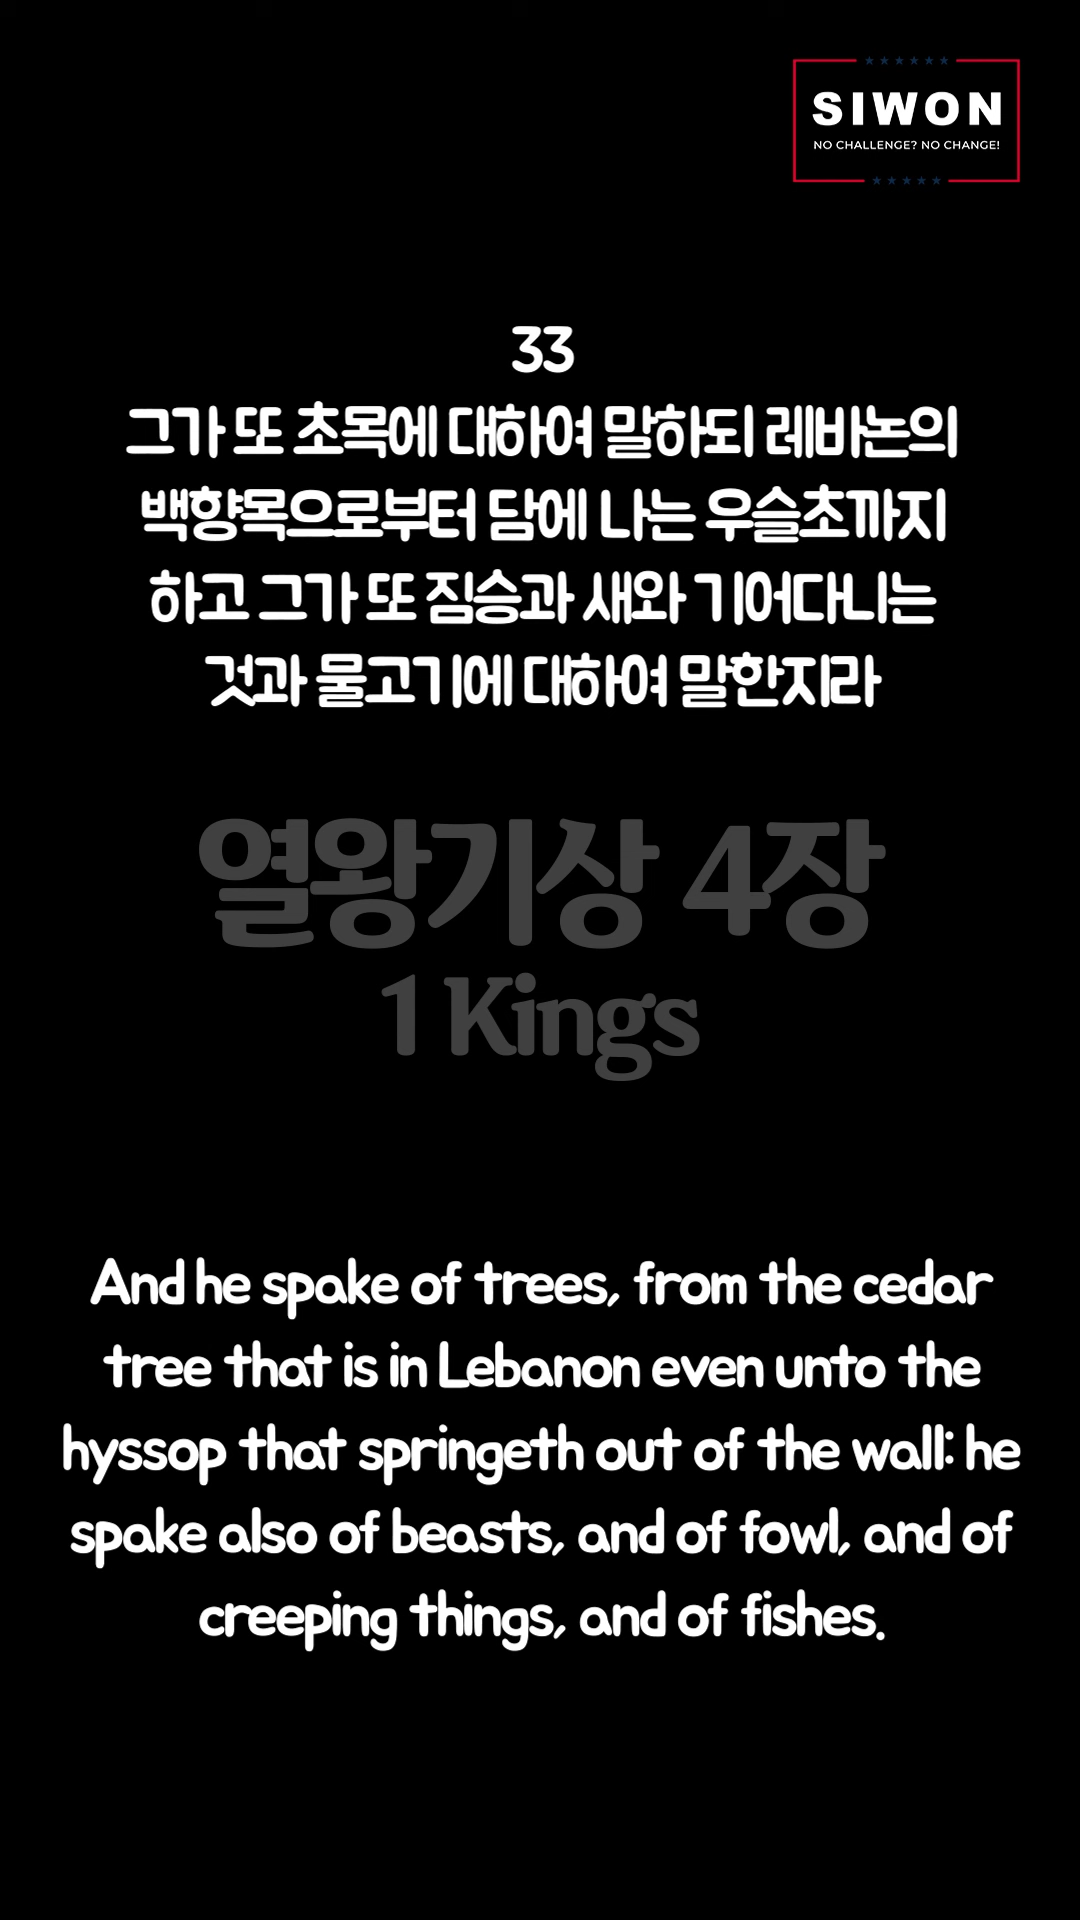 SIWON
NO CHALLENGE? NO CHANGE!
33
그가 또 초목에 대하여 말하되 레바논의
백향목으로부터 담에 나는 우슬초까지
하고 그가 또 짐승과 새와 기어다니는
것과 물고기에 대하여 말한지라
열왕기상 4장
1 Kings
And he spake of trees, from the cedar
tree that is in Lebanon even unto the
hyssop that springeth out of the wall: he
spake also of beasts, and of fowl, and of
creeping things, and of fishes.